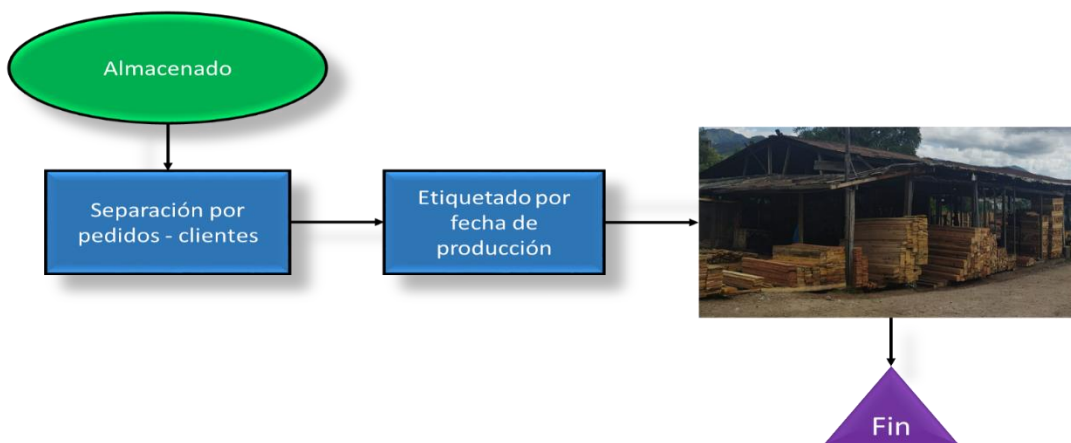 Almacenado
Separación por
pedidos - clientes
Etiquetado por
fecha de
producción
Fin